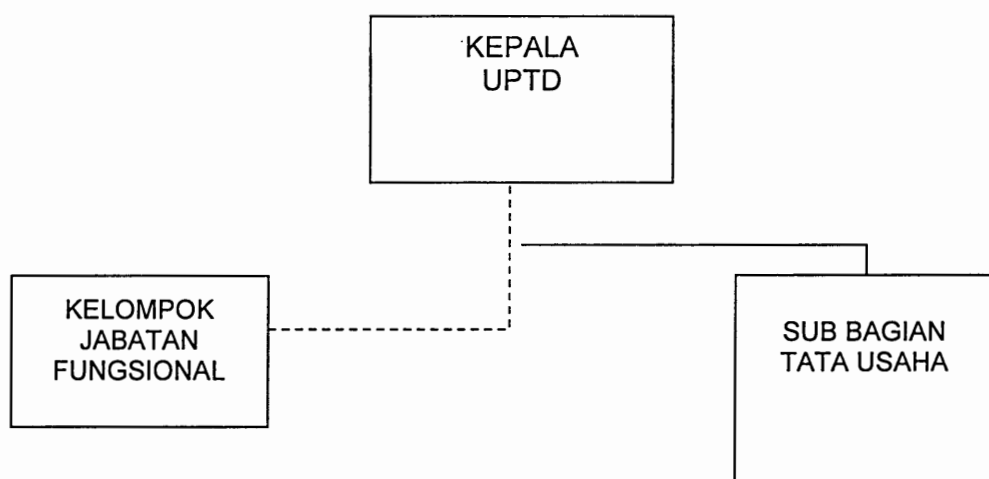 KEPALA
UPTD
KELOMPOK
JABATAN
FUNGSIONAL
SUB BAGIAN
TATA USAHA